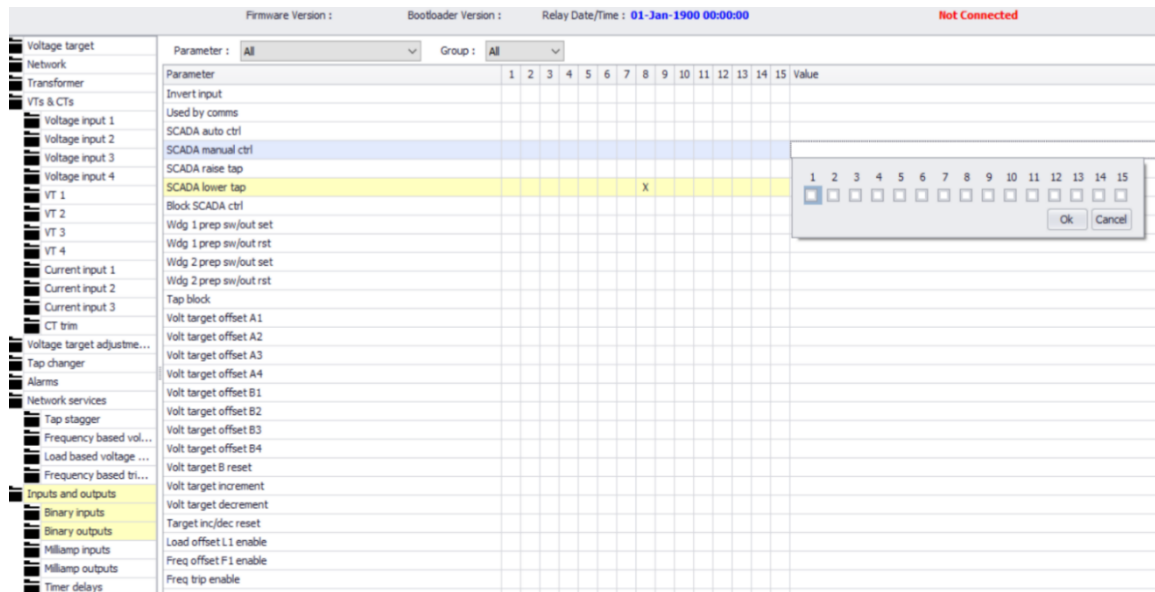 Firmware Version : Bootloader Version : Relay Date/Time : 01-Jan-1900 00:00:00 Not Connected
Voltage target
Network
Transformer
VTs & CTs
Voltage input 1
Voltage input 2
Voltage input 3
Voltage input 4
VT 1
VT 2
VT 3
VT 4
Current input 1
Current input 2
Current input 3
CT trim
Voltage target adjustme...
Tap changer
Alarms
Network services
Tap stagger
Frequency based vol...
Load based voltage ...
Frequency based tri...
Inputs and outputs
Binary inputs
Binary outputs
Milliamp inputs
Milliamp outputs
Timer delays
Parameter : All Group : All
Parameter 1 2 3 4 5 6 7 8 9 10 11 12 13 14 15 Value
Invert input
Used by comms
SCADA auto ctrl
SCADA manual ctrl
SCADA raise tap
SCADA lower tap X
Block SCADA ctrl
Wdg 1 prep sw/out set
Wdg 1 prep sw/out rst
Wdg 2 prep sw/out set
Wdg 2 prep sw/out rst
Tap block
Volt target offset A1
Volt target offset A2
Volt target offset A3
Volt target offset A4
Volt target offset B1
Volt target offset B2
Volt target offset B3
Volt target offset B4
Volt target B reset
Volt target increment
Volt target decrement
Target inc/dec reset
Load offset L1 enable
Freq offset F1 enable
Freq trip enable
1 2 3 4 5 6 7 8 9 10 11 12 13 14 15
Ok Cancel